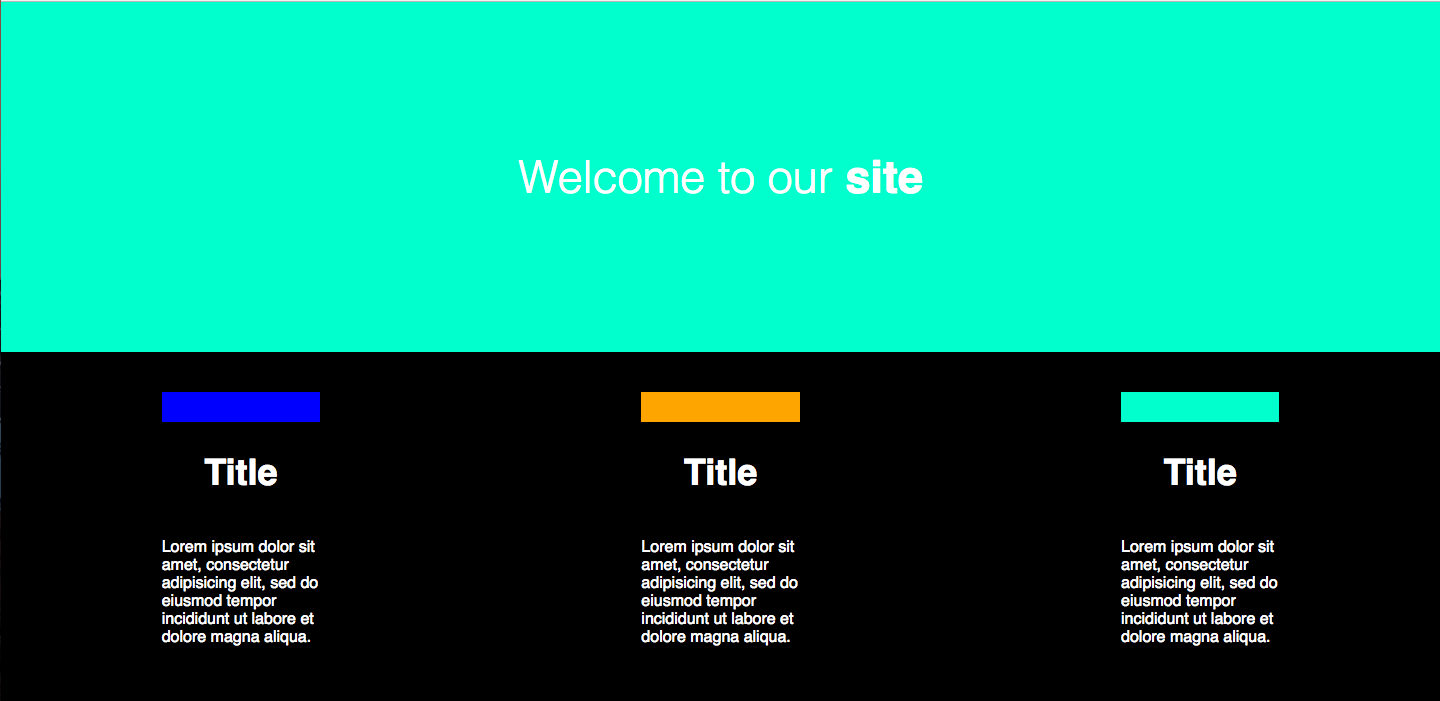 Welcome to our site
Title
Lorem ipsum dolor sit
amet, consectetur
adipisicing elit, sed do
eiusmod tempor
incididunt ut labore et
dolore magna aliqua.
Title
Lorem ipsum dolor sit
amet, consectetur
adipisicing elit, sed do
eiusmod tempor
incididunt ut labore et
dolore magna aliqua.
Title
Lorem ipsum dolor sit
amet, consectetur
adipisicing elit, sed do
eiusmod tempor
incididunt ut labore et
dolore magna aliqua.